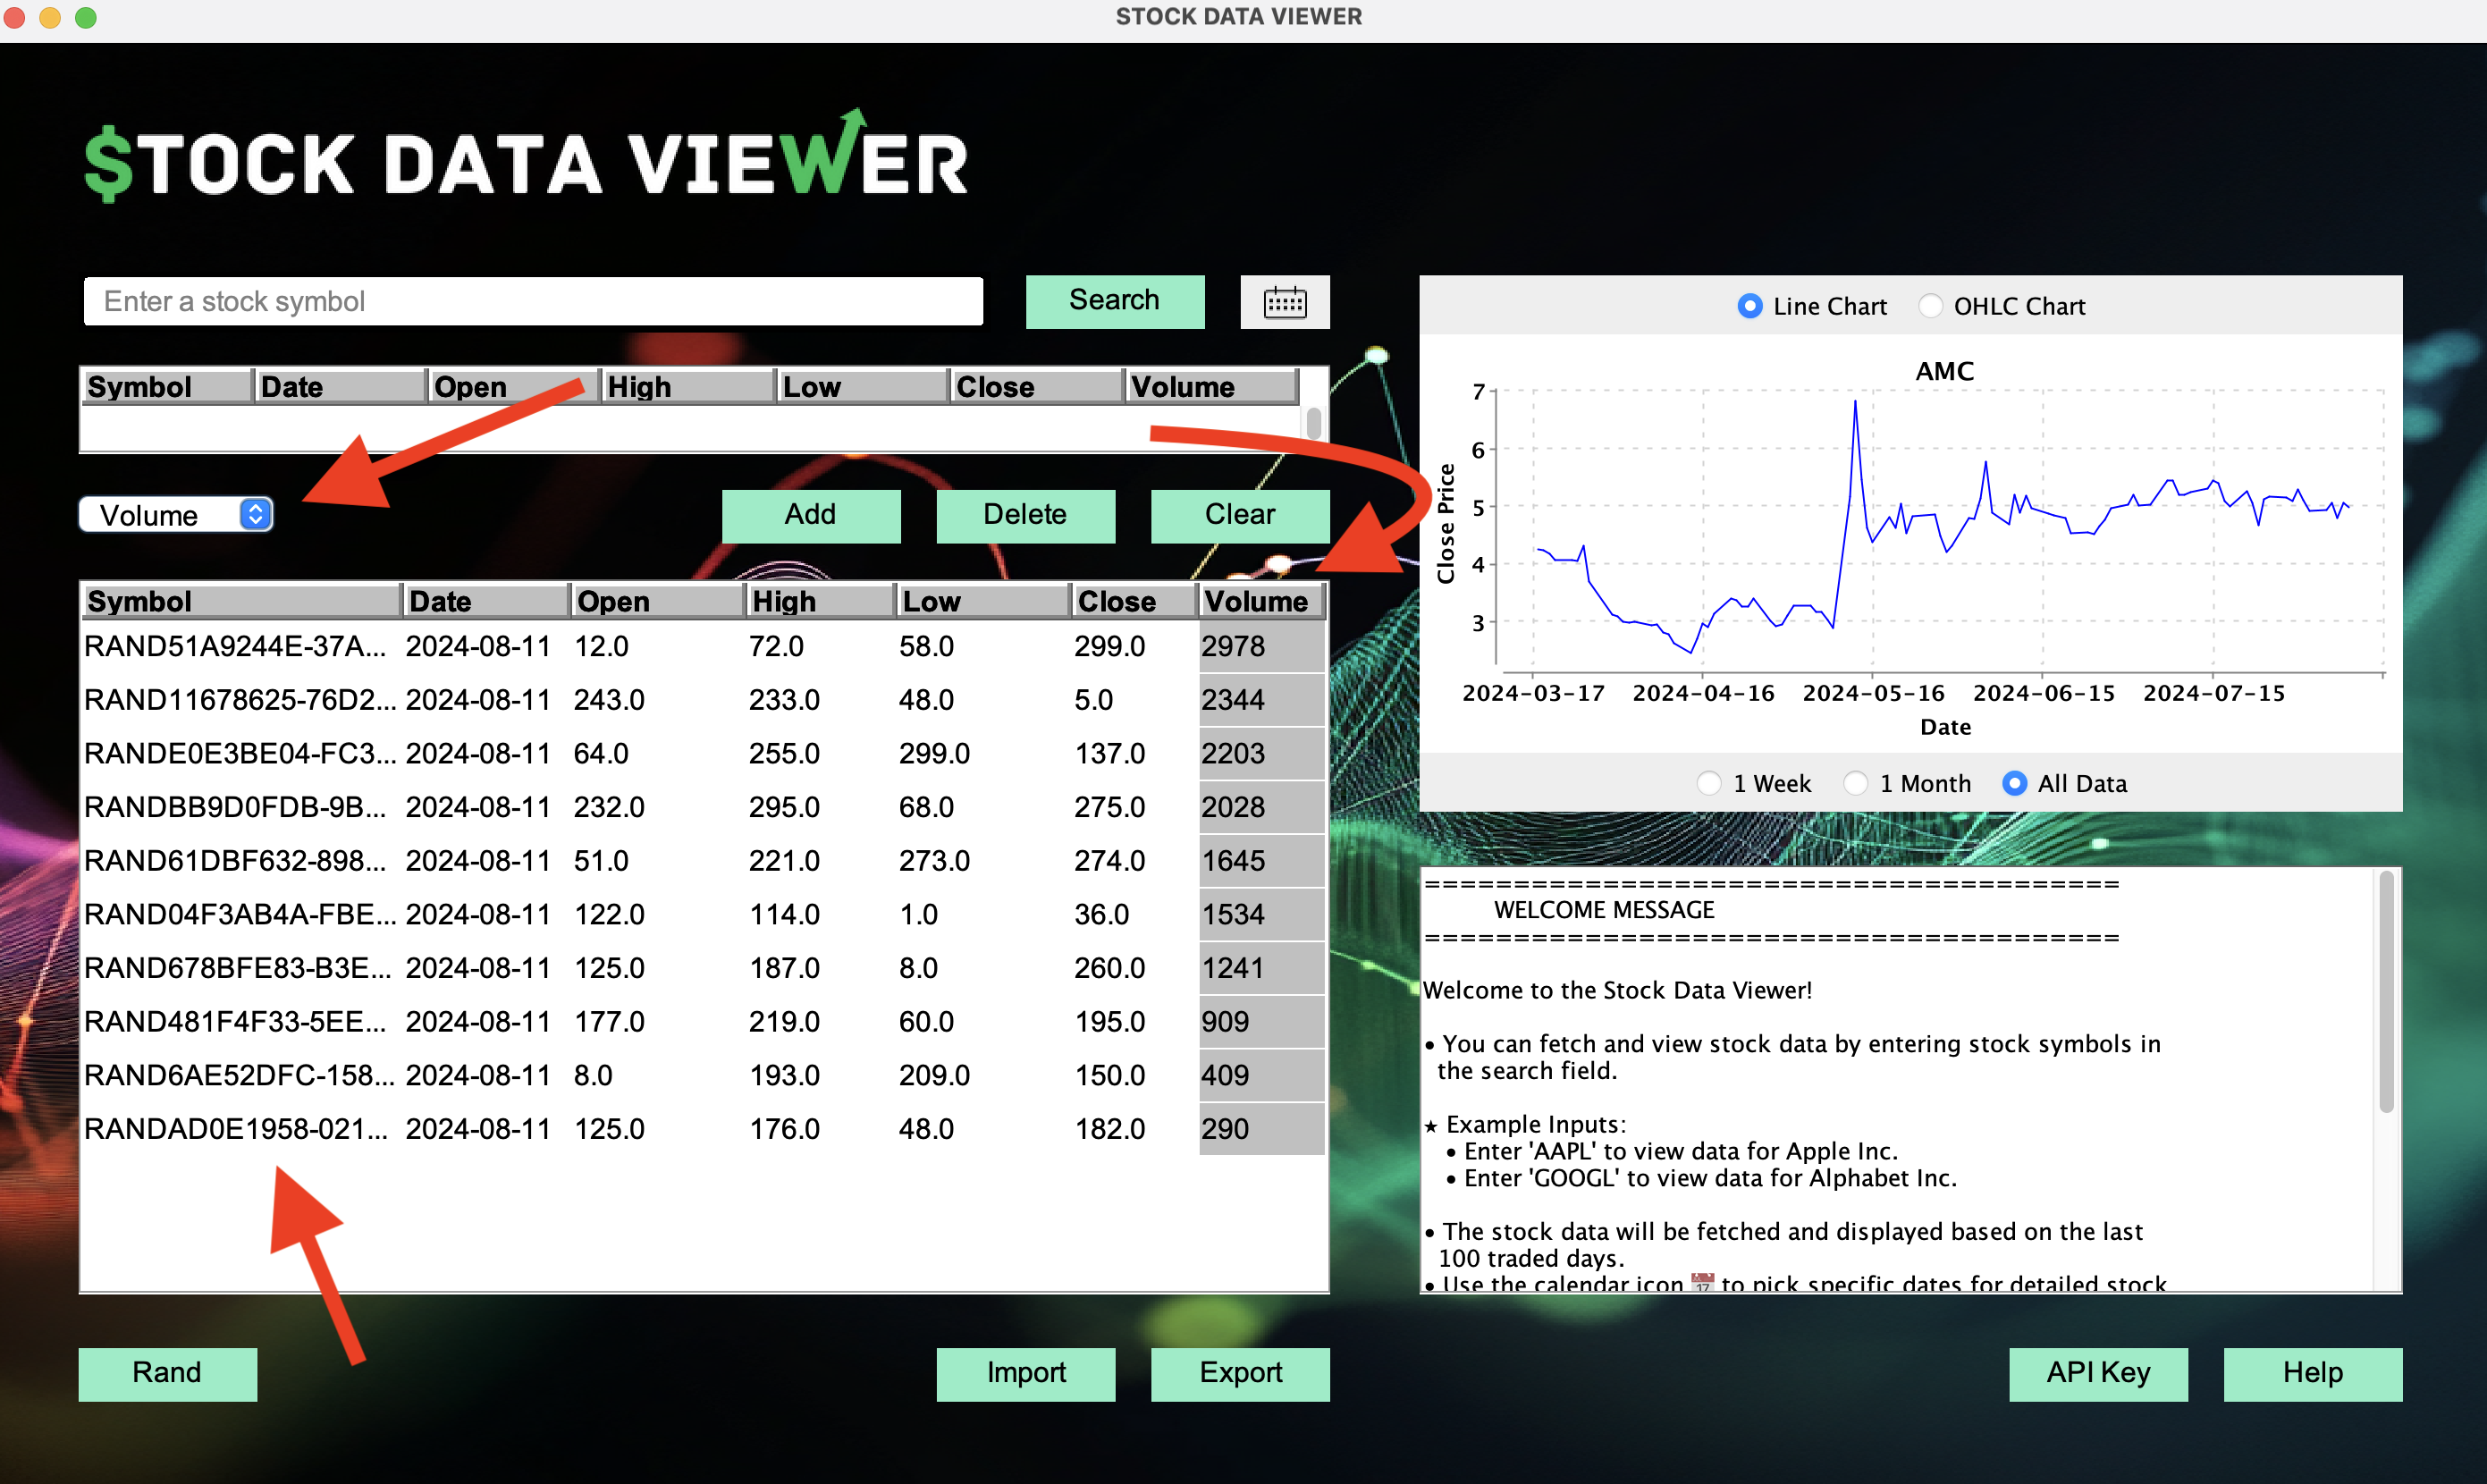 STOCK DATA VIEWER
$TOCK DATA VIEWER
Enter a stock symbol
Search
Symbol Date Open High Low Close Volume
Volume
Add Delete Clear
Symbol Date Open High Low Close Volume
RAND51A9244E-37A... 2024-08-11 12.0 72.0 58.0 299.0 2978
RAND11678625-76D2... 2024-08-11 243.0 233.0 48.0 5.0 2344
RANDE0E3BE04-FC3... 2024-08-11 64.0 255.0 299.0 137.0 2203
RANDBB9D0FDB-9B... 2024-08-11 232.0 295.0 68.0 275.0 2028
RAND61DBF632-898... 2024-08-11 51.0 221.0 273.0 274.0 1645
RAND04F3AB4A-FBE... 2024-08-11 122.0 114.0 1.0 36.0 1534
RAND678BFE83-B3E... 2024-08-11 125.0 187.0 8.0 260.0 1241
RAND481F4F33-5EE... 2024-08-11 177.0 219.0 60.0 195.0 909
RAND6AE52DFC-158... 2024-08-11 8.0 193.0 209.0 150.0 409
RANDAD0E1958-021... 2024-08-11 125.0 176.0 48.0 182.0 290
Rand Import Export
Line Chart OHLC Chart
AMC
Close Price
7
6
5
4
3
2024-03-17 2024-04-16 2024-05-16 2024-06-15 2024-07-15
Date
1 Week 1 Month All Data
=======================================
WELCOME MESSAGE
=======================================
Welcome to the Stock Data Viewer!
• You can fetch and view stock data by entering stock symbols in
the search field.
★ Example Inputs:
• Enter 'AAPL' to view data for Apple Inc.
• Enter 'GOOGL' to view data for Alphabet Inc.
• The stock data will be fetched and displayed based on the last
100 traded days.
• Use the calendar icon 📅 to pick specific dates for detailed stock
API Key Help